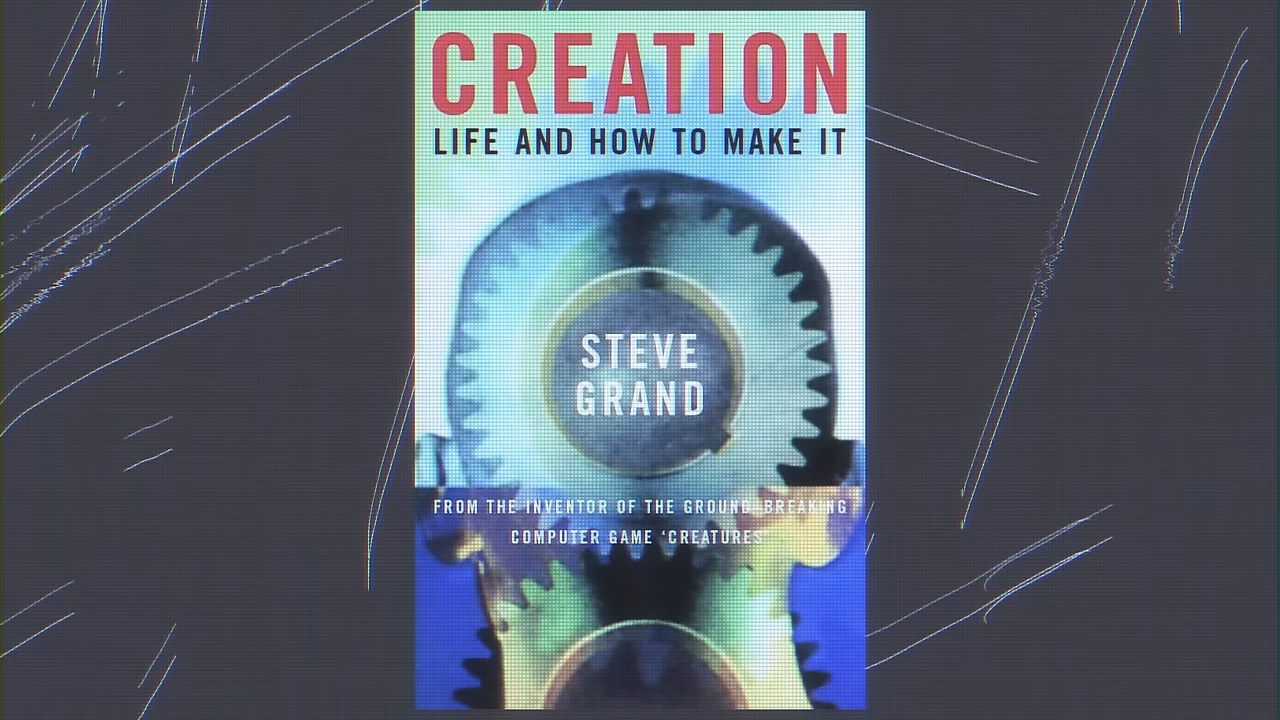 CREATION
LIFE AND HOW TO MAKE IT
STEVE
GRAND
FROM THE INVENTOR OF THE GROUND-BREAKING
COMPUTER GAME ‘CREATURES’